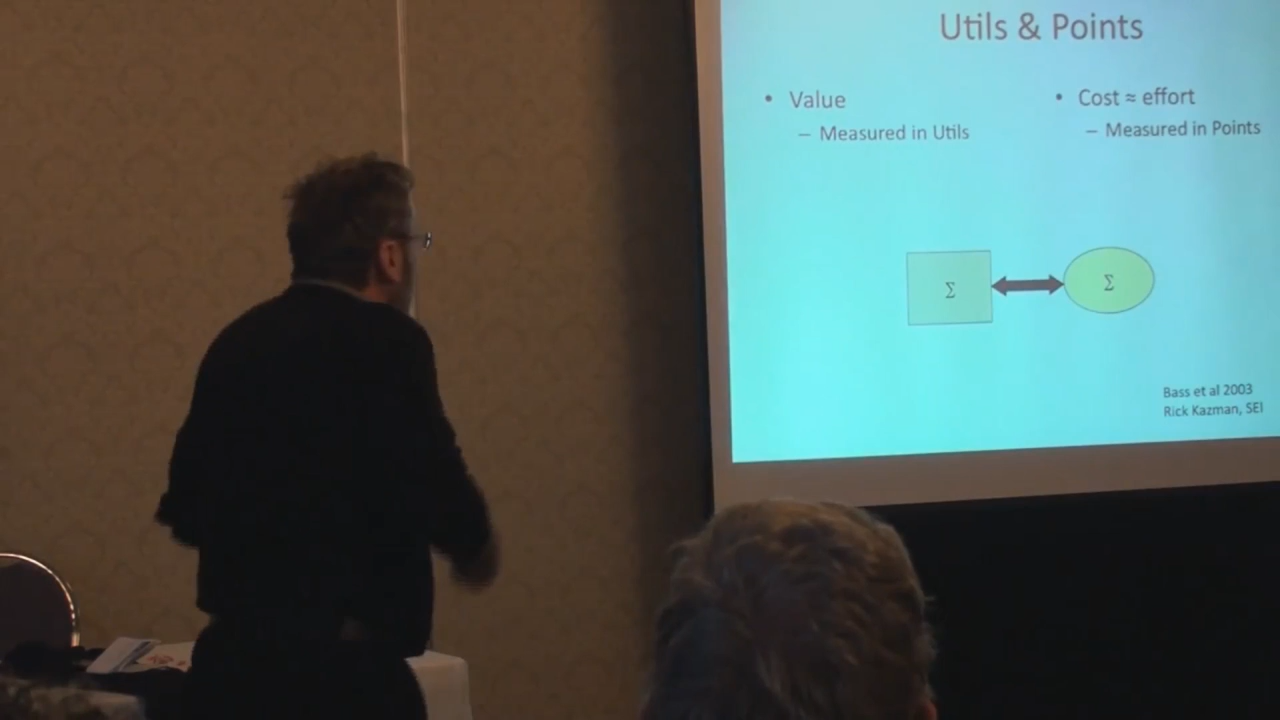 Utils & Points
• Value
– Measured in Utils
• Cost ≈ effort
– Measured in Points
Σ
Σ
Bass et al 2003
Rick Kazman, SEI